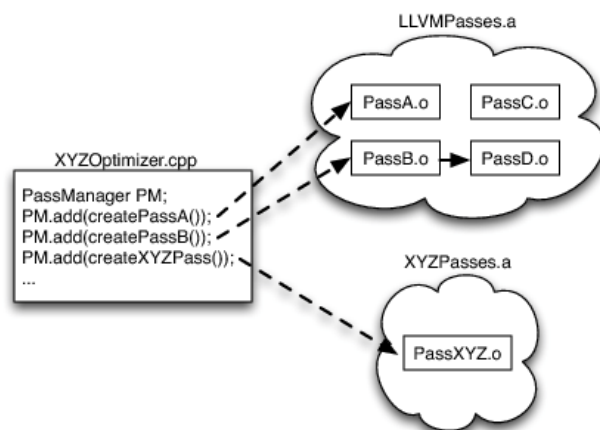 LLVMPasses.a
PassA.o
PassC.o
PassB.o
PassD.o
XYZOptimizer.cpp
PassManager PM;
PM.add(createPassA());
PM.add(createPassB());
PM.add(createXYZPass());
...
XYZPasses.a
PassXYZ.o